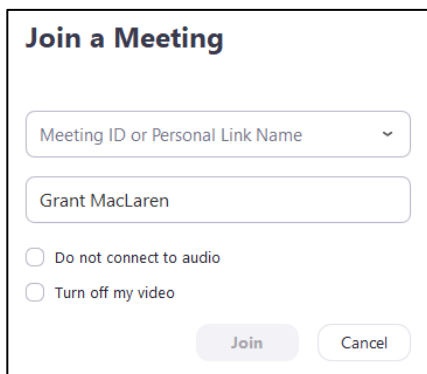 Join a Meeting
Meeting ID or Personal Link Name
Grant MacLaren
Do not connect to audio
Turn off my video
Join Cancel